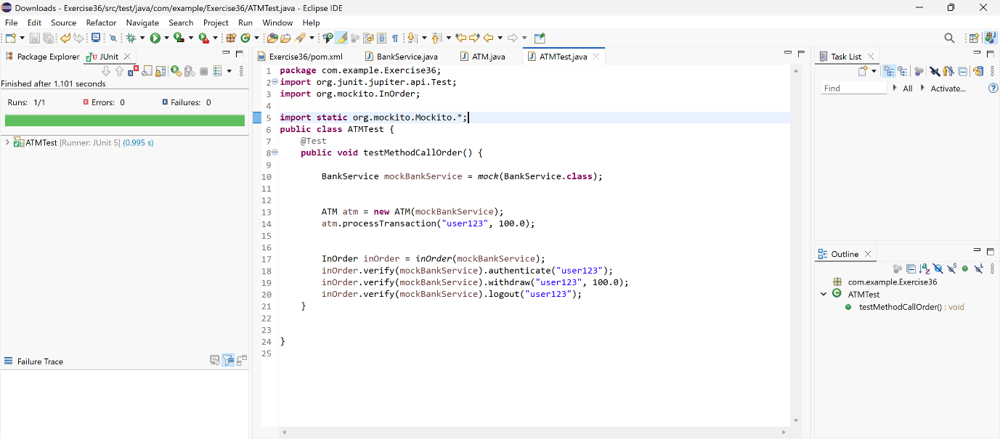 Downloads - Exercise36/src/test/java/com/example/Exercise36/ATMTest.java - Eclipse IDE
File Edit Source Refactor Navigate Search Project Run Window Help
Package Explorer JUnit
Finished after 1.101 seconds
Runs: 1/1 Errors: 0 Failures: 0
ATMTest [Runner: JUnit 5] (0.995 s)
Failure Trace
Exercise36/pom.xml BankService.java ATM.java ATMTest.java
1 package com.example.Exercise36;
2 import org.junit.jupiter.api.Test;
3 import org.mockito.InOrder;
4
5 import static org.mockito.Mockito.*;
6 public class ATMTest {
7 @Test
8 public void testMethodCallOrder() {
9
10 BankService mockBankService = mock(BankService.class);
11
12
13 ATM atm = new ATM(mockBankService);
14 atm.processTransaction("user123", 100.0);
15
16
17 InOrder inOrder = inOrder(mockBankService);
18 inOrder.verify(mockBankService).authenticate("user123");
19 inOrder.verify(mockBankService).withdraw("user123", 100.0);
20 inOrder.verify(mockBankService).logout("user123");
21 }
22
23
24 }
25
Task List
Find All Activate...
Outline
com.example.Exercise36
ATMTest
testMethodCallOrder() : void